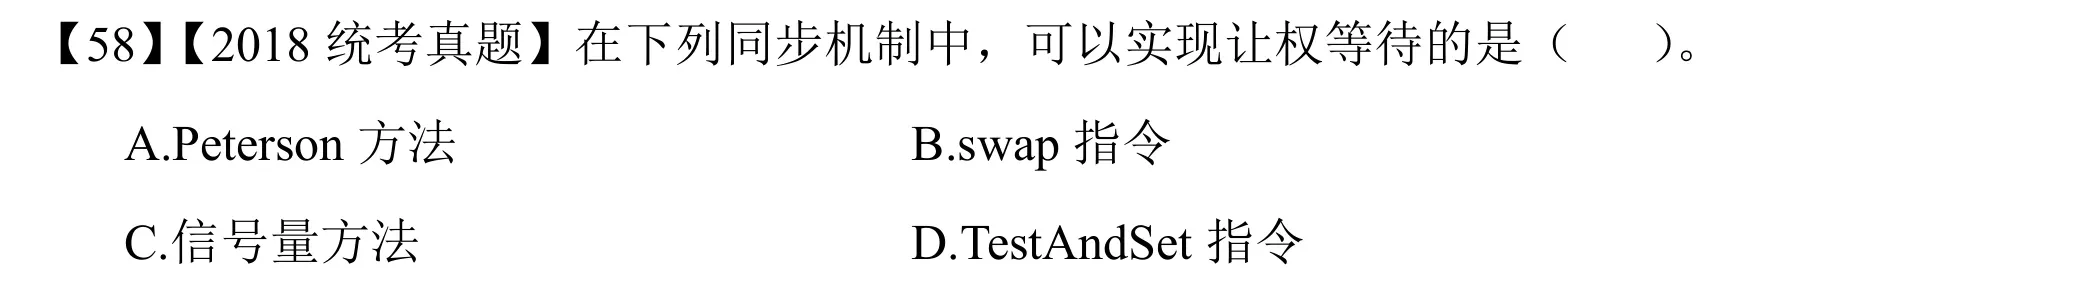 【58】【2018 统考真题】在下列同步机制中，可以实现让权等待的是（　　）。
A.Peterson 方法　　B.swap 指令
C.信号量方法　　D.TestAndSet 指令